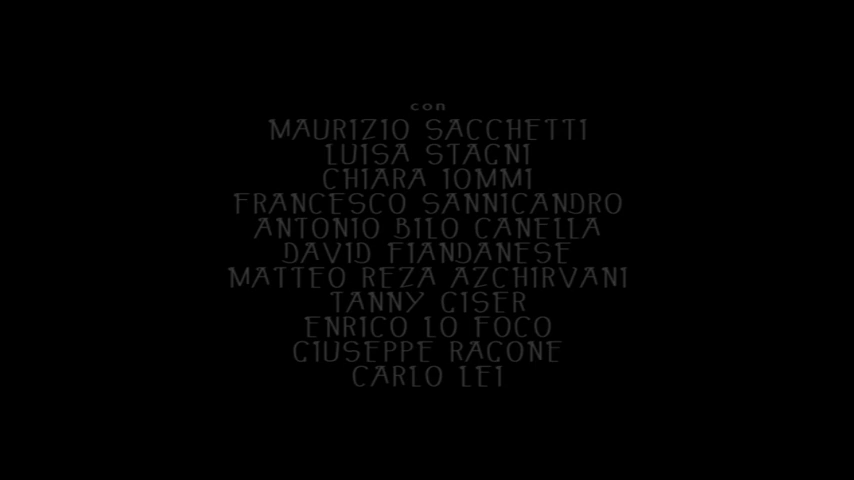 con
MAURIZIO SACCHETTI
LUISA STAGNI
CHIARA IOMMI
FRANCESCO SANNICANDRO
ANTONIO BILO CANELLA
DAVID FIANDANESE
MATTEO REZA AZCHIRVANI
TANNY GISER
ENRICO LO FOCO
GIUSEPPE RAGONE
CARLO LEI